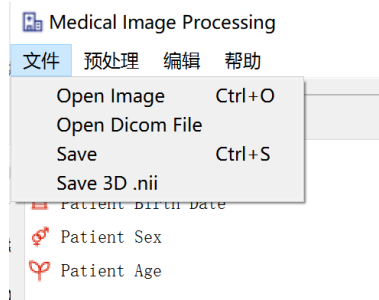 Medical Image Processing
文件 预处理 编辑 帮助
Open Image Ctrl+O
Open Dicom File
Save Ctrl+S
Save 3D .nii
Patient Birth Date
Patient Sex
Patient Age